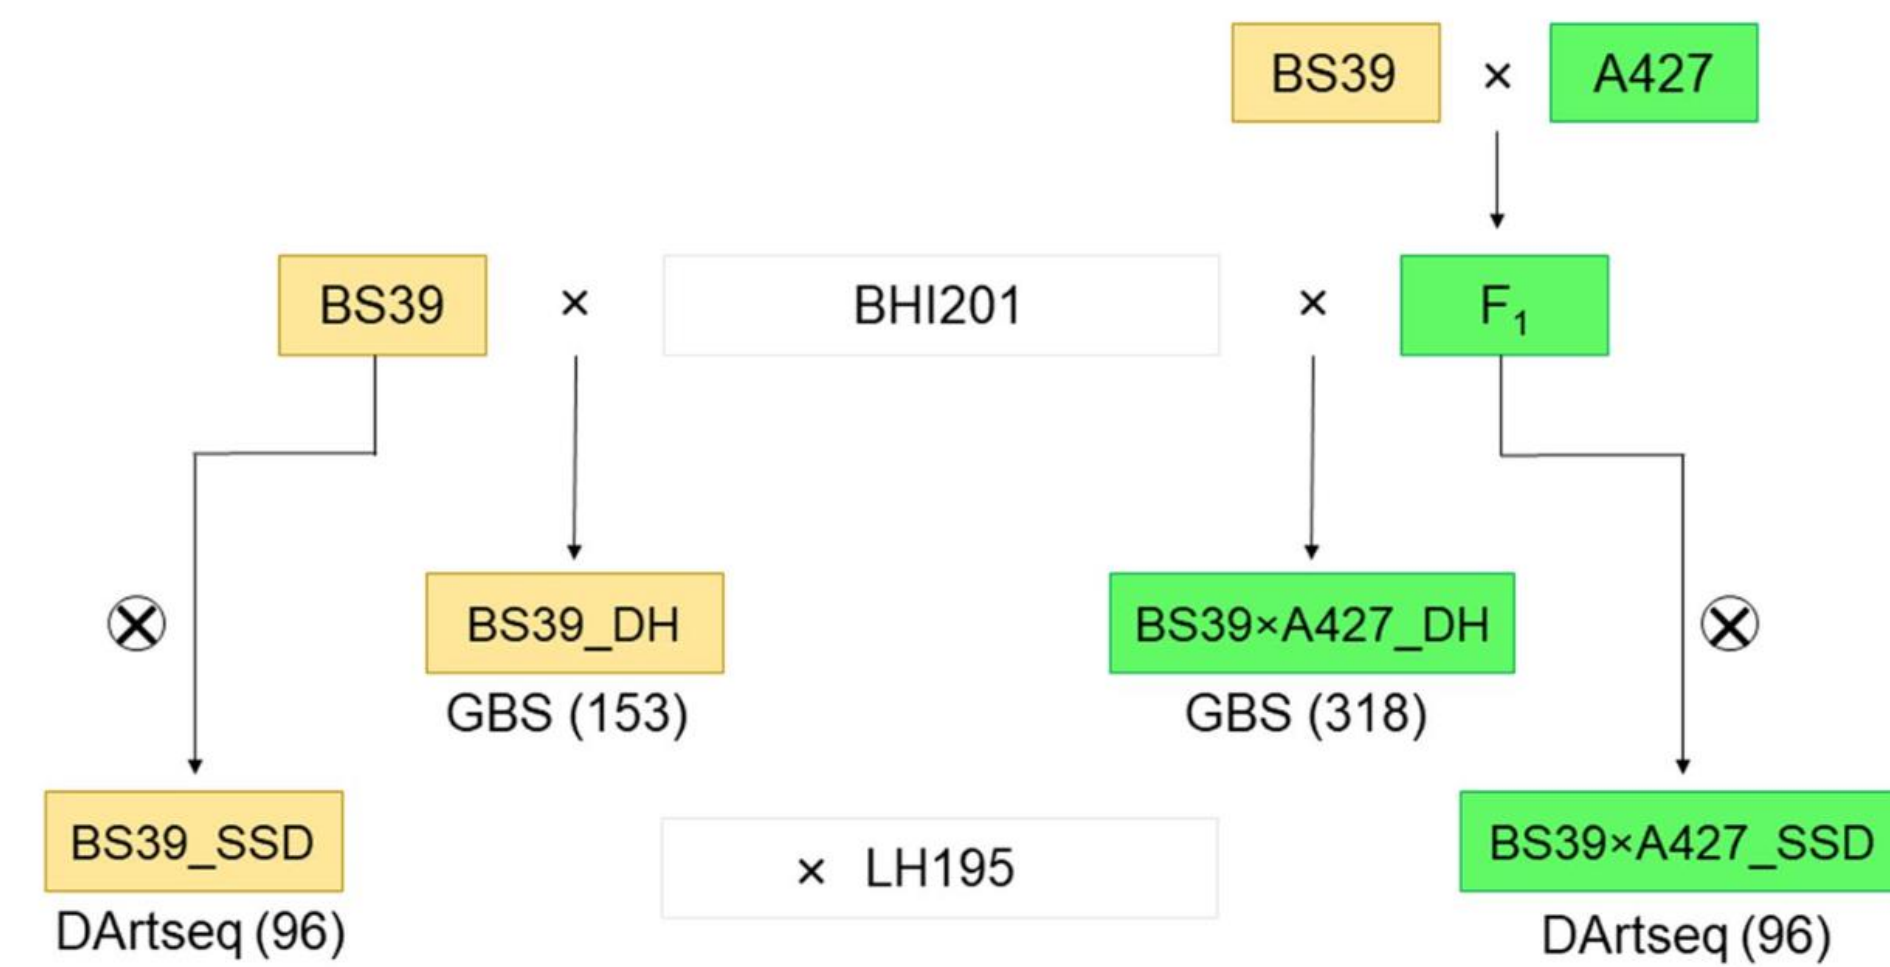 BS39 × A427
BS39 × BHI201 × F₁
BS39_DH
BS39×A427_DH
GBS (153)
GBS (318)
BS39_SSD
× LH195
BS39×A427_SSD
DArtseq (96)
DArtseq (96)